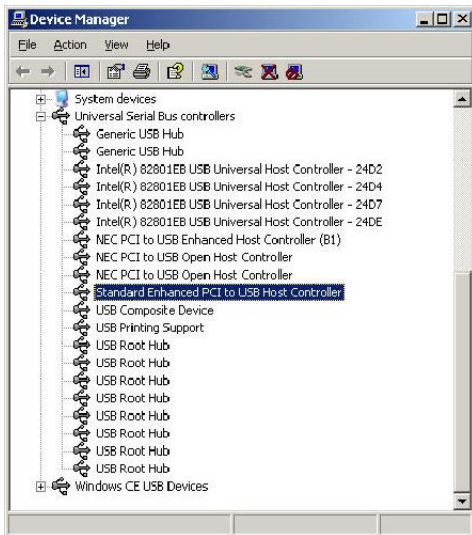 Device Manager
File Action View Help
System devices
Universal Serial Bus controllers
Generic USB Hub
Generic USB Hub
Intel(R) 82801EB USB Universal Host Controller - 24D2
Intel(R) 82801EB USB Universal Host Controller - 24D4
Intel(R) 82801EB USB Universal Host Controller - 24D7
Intel(R) 82801EB USB Universal Host Controller - 24DE
NEC PCI to USB Enhanced Host Controller (B1)
NEC PCI to USB Open Host Controller
NEC PCI to USB Open Host Controller
Standard Enhanced PCI to USB Host Controller
USB Composite Device
USB Printing Support
USB Root Hub
USB Root Hub
USB Root Hub
USB Root Hub
USB Root Hub
USB Root Hub
USB Root Hub
USB Root Hub
Windows CE USB Devices